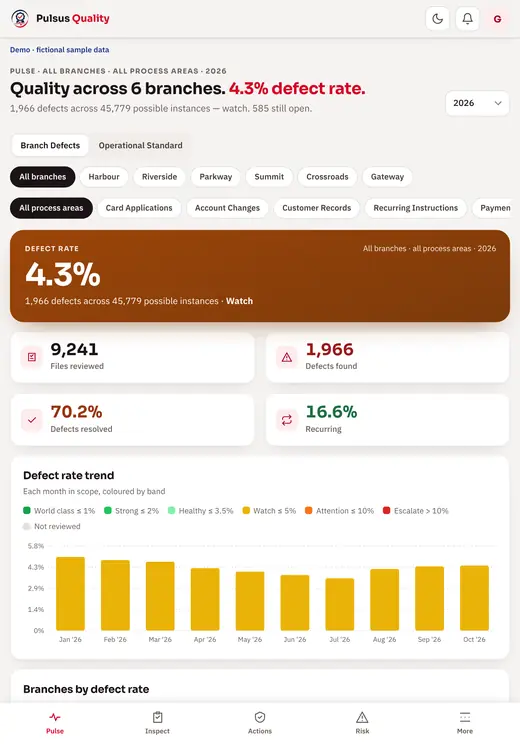 Pulsus Quality
G
Demo · fictional sample data
PULSE · ALL BRANCHES · ALL PROCESS AREAS · 2026
Quality across 6 branches. 4.3% defect rate.
1,966 defects across 45,779 possible instances — watch. 585 still open.
2026
Branch Defects Operational Standard
All branches Harbour Riverside Parkway Summit Crossroads Gateway
All process areas Card Applications Account Changes Customer Records Recurring Instructions Paymen
DEFECT RATE
All branches · all process areas · 2026
4.3%
1,966 defects across 45,779 possible instances · Watch
9,241
Files reviewed
1,966
Defects found
70.2%
Defects resolved
16.6%
Recurring
Defect rate trend
Each month in scope, coloured by band
World class ≤ 1% Strong ≤ 2% Healthy ≤ 3.5% Watch ≤ 5% Attention ≤ 10% Escalate > 10%
Not reviewed
5.8%
4.3%
2.9%
1.4%
0%
Jan '26 Feb '26 Mar '26 Apr '26 May '26 Jun '26 Jul '26 Aug '26 Sep '26 Oct '26
Branches by defect rate
Pulse Inspect Actions Risk More